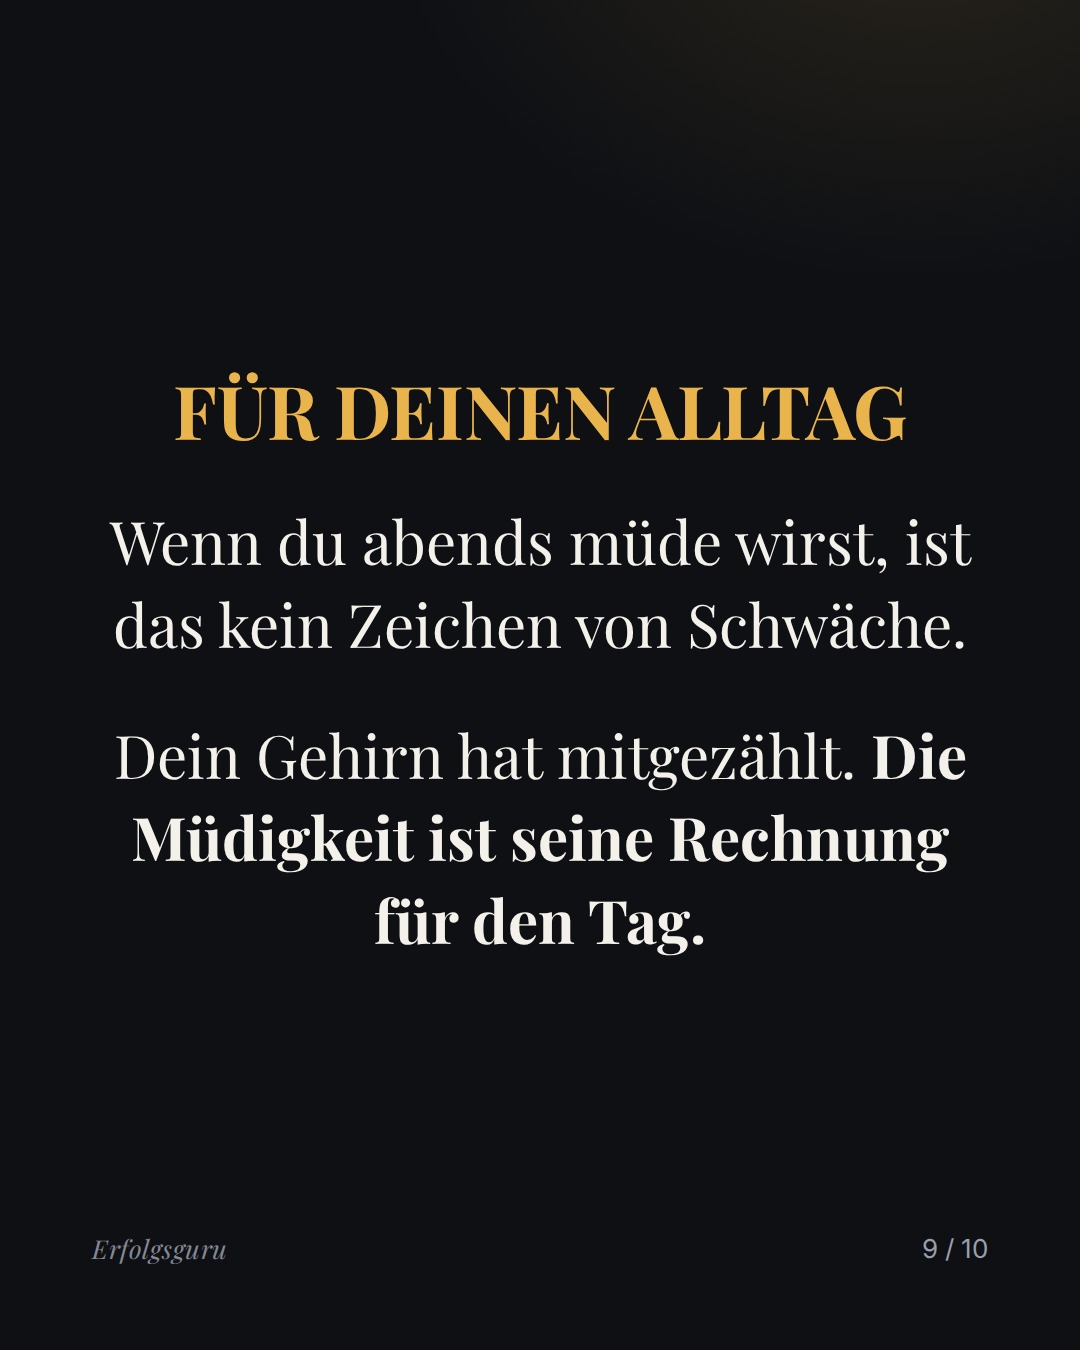 FÜR DEINEN ALLTAG
Wenn du abends müde wirst, ist
das kein Zeichen von Schwäche.
Dein Gehirn hat mitgezählt. Die
Müdigkeit ist seine Rechnung
für den Tag.
Erfolgsguru
9 / 10